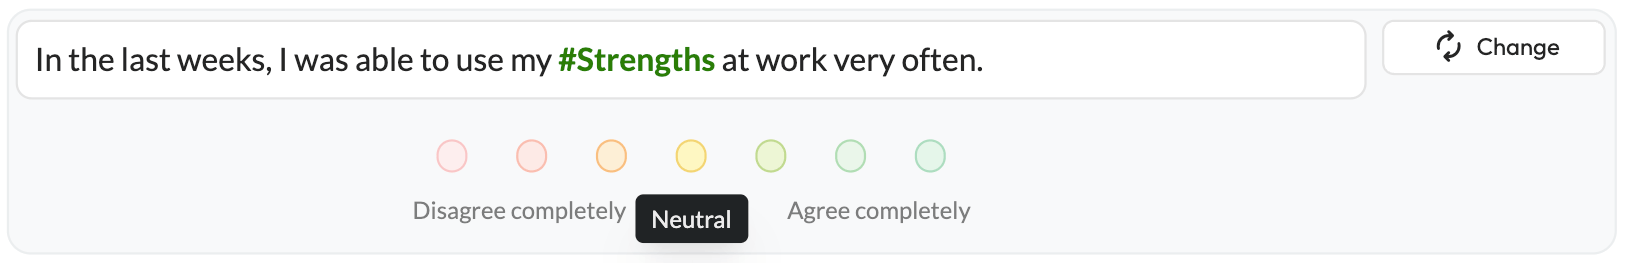 In the last weeks, I was able to use my #Strengths at work very often.
Change
Disagree completely
Neutral
Agree completely